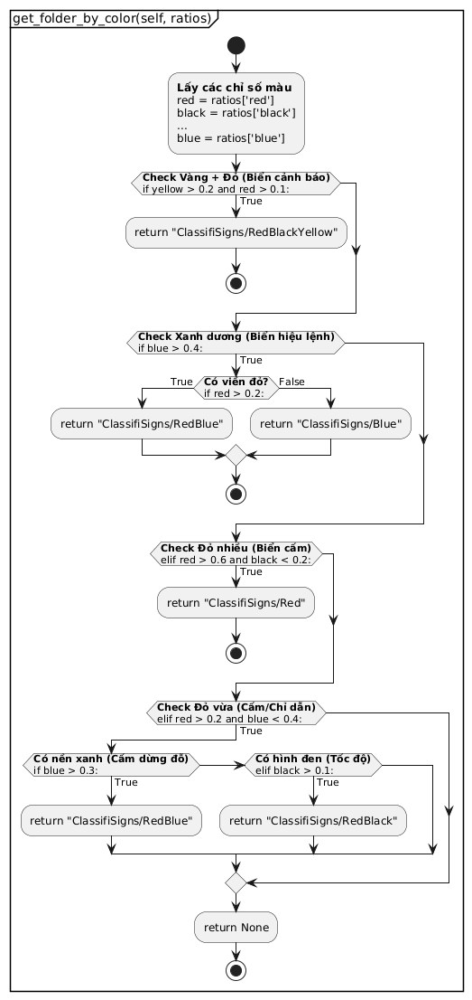 get_folder_by_color(self, ratios)
Lấy các chỉ số màu
red = ratios['red']
black = ratios['black']
...
blue = ratios['blue']
Check Vàng + Đỏ (Biển cảnh báo)
if yellow > 0.2 and red > 0.1:
True
return "ClassifiSigns/RedBlackYellow"
Check Xanh dương (Biển hiệu lệnh)
if blue > 0.4:
True
True
Có viền đỏ?
if red > 0.2:
False
return "ClassifiSigns/RedBlue"
return "ClassifiSigns/Blue"
Check Đỏ nhiều (Biển cấm)
elif red > 0.6 and black < 0.2:
True
return "ClassifiSigns/Red"
Check Đỏ vừa (Cấm/Chỉ dẫn)
elif red > 0.2 and blue < 0.4:
True
Có nền xanh (Cấm dừng đỗ)
if blue > 0.3:
True
Có hình đen (Tốc độ)
elif black > 0.1:
True
return "ClassifiSigns/RedBlue"
return "ClassifiSigns/RedBlack"
return None